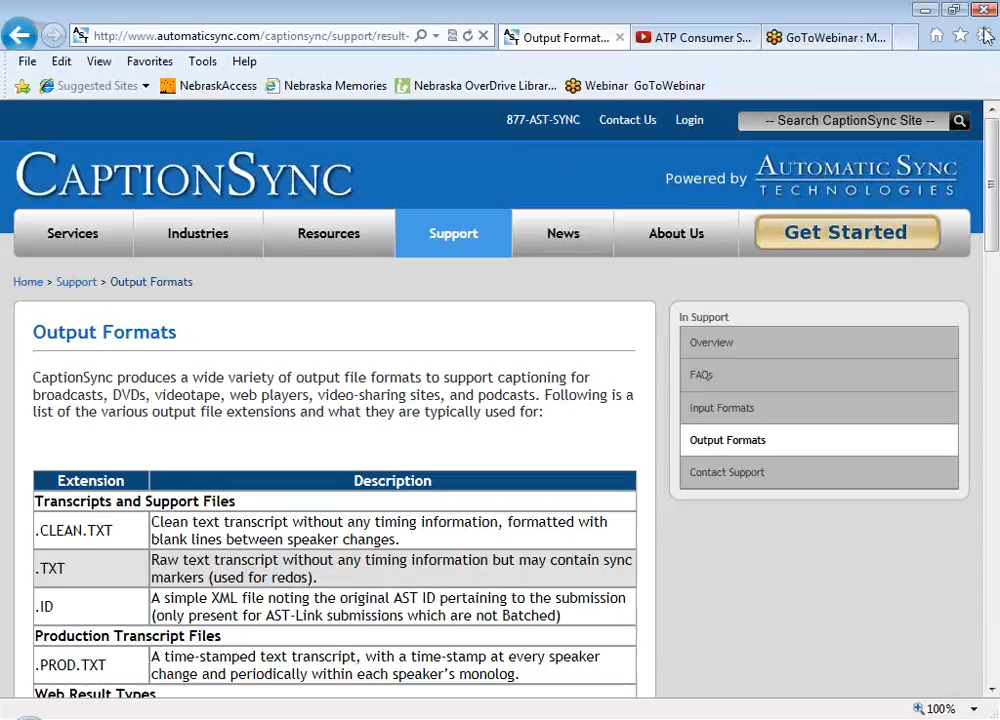 http://www.automaticsync.com/captionsync/support/result-
Output Format...
ATP Consumer S...
GoToWebinar : M...
File Edit View Favorites Tools Help
Suggested Sites
NebraskAccess
Nebraska Memories
Nebraska OverDrive Librar...
Webinar GoToWebinar
877-AST-SYNC Contact Us Login
-- Search CaptionSync Site --
CAPTIONSYNC
Powered by
AUTOMATIC SYNC
TECHNOLOGIES
Services Industries Resources Support News About Us Get Started
Home > Support > Output Formats
Output Formats
CaptionSync produces a wide variety of output file formats to support captioning for
broadcasts, DVDs, videotape, web players, video-sharing sites, and podcasts. Following is a
list of the various output file extensions and what they are typically used for:
Extension Description
Transcripts and Support Files
.CLEAN.TXT
Clean text transcript without any timing information, formatted with
blank lines between speaker changes.
.TXT
Raw text transcript without any timing information but may contain sync
markers (used for redos).
.ID
A simple XML file noting the original AST ID pertaining to the submission
(only present for AST-Link submissions which are not Batched)
Production Transcript Files
.PROD.TXT
A time-stamped text transcript, with a time-stamp at every speaker
change and periodically within each speaker's monolog.
Web Result Types
In Support
Overview
FAQs
Input Formats
Output Formats
Contact Support
100%